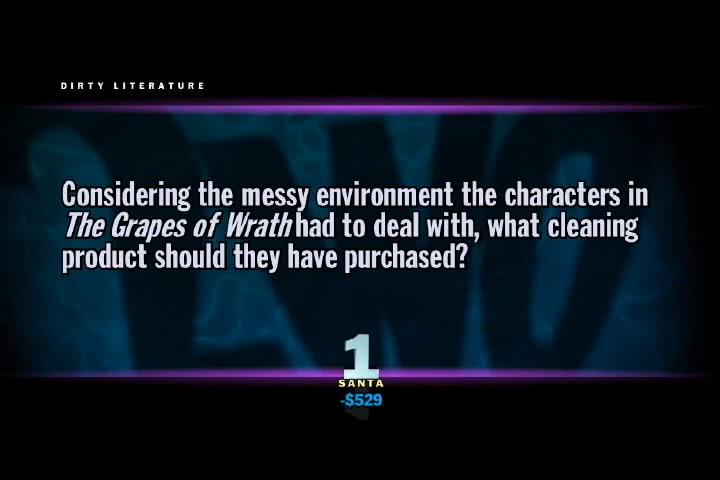 DIRTY LITERATURE
Considering the messy environment the characters in
The Grapes of Wrath had to deal with, what cleaning
product should they have purchased?
1
SANTA
-$529